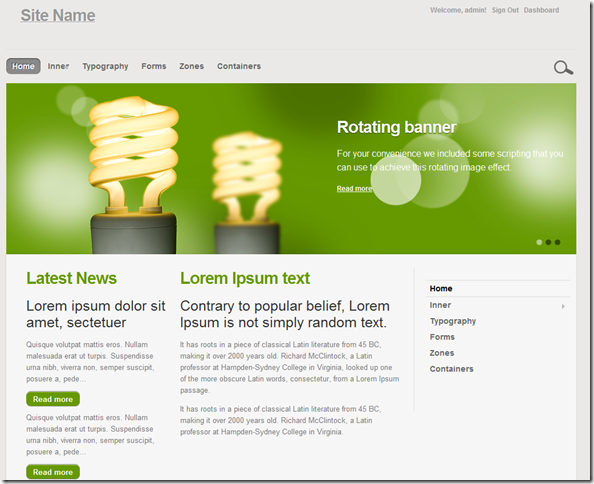 Site Name
Welcome, admin! Sign Out Dashboard
Home Inner Typography Forms Zones Containers
Rotating banner
For your convenience we included some scripting that you
can use to achieve this rotating image effect.
Read more
Latest News
Lorem ipsum dolor sit
amet, sectetuer
Quisque volutpat mattis eros. Nullam
malesuada erat ut turpis. Suspendisse
urna nibh, viverra non, semper suscipit,
posuere a, pede...
Read more
Quisque volutpat mattis eros. Nullam
malesuada erat ut turpis. Suspendisse
urna nibh, viverra non, semper suscipit,
posuere a, pede...
Read more
Lorem Ipsum text
Contrary to popular belief, Lorem
Ipsum is not simply random text.
It has roots in a piece of classical Latin literature from 45 BC,
making it over 2000 years old. Richard McClintock, a Latin
professor at Hampden-Sydney College in Virginia, looked up one
of the more obscure Latin words, consectetur, from a Lorem Ipsum
passage.
It has roots in a piece of classical Latin literature from 45 BC,
making it over 2000 years old. Richard McClintock, a Latin
professor at Hampden-Sydney College in Virginia.
Home
Inner
Typography
Forms
Zones
Containers